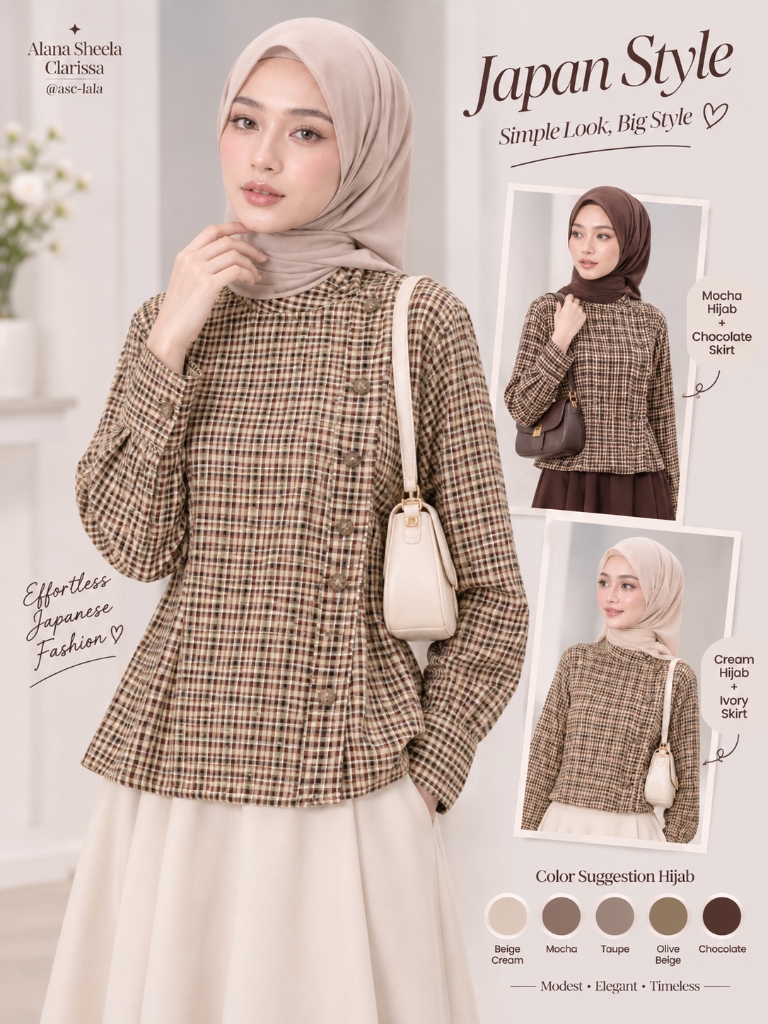 Alana Sheela
Clarissa
@asc-lala
Japan Style
Simple Look, Big Style
Mocha
Hijab
+
Chocolate
Skirt
Effortless
Japanese
Fashion
Cream
Hijab
+
Ivory
Skirt
Color Suggestion Hijab
Beige
Cream
Mocha
Taupe
Olive
Beige
Chocolate
Modest • Elegant • Timeless